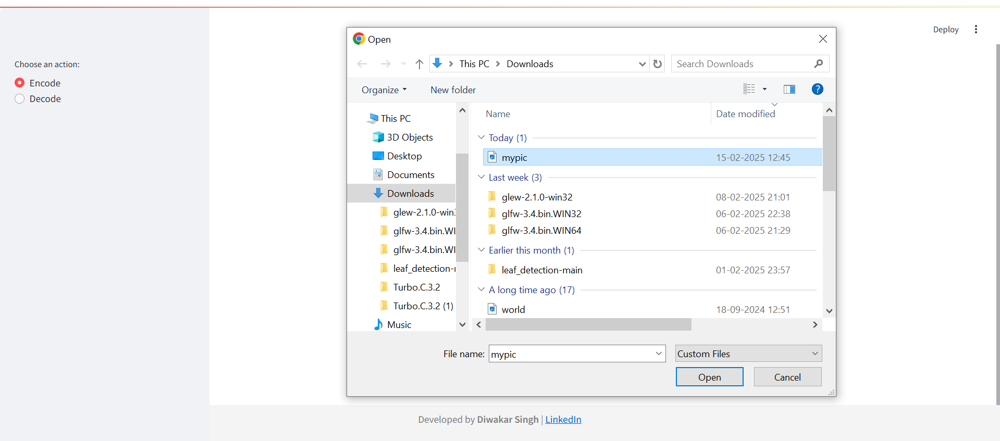 Deploy
Choose an action:
Encode
Decode
Open
This PC
Downloads
Search Downloads
Organize
New folder
?
This PC
3D Objects
Desktop
Documents
Downloads
glew-2.1.0-win3
glfw-3.4.bin.WI
glfw-3.4.bin.WI
leaf_detection-
Turbo.C.3.2
Turbo.C.3.2 (1)
Music
Name Date modified
Today (1)
mypic 15-02-2025 12:45
Last week (3)
glew-2.1.0-win32 08-02-2025 21:01
glfw-3.4.bin.WIN32 06-02-2025 22:38
glfw-3.4.bin.WIN64 06-02-2025 21:29
Earlier this month (1)
leaf_detection-main 01-02-2025 23:57
A long time ago (17)
world 18-09-2024 12:51
File name: mypic Custom Files
Open Cancel
Developed by Diwakar Singh | LinkedIn